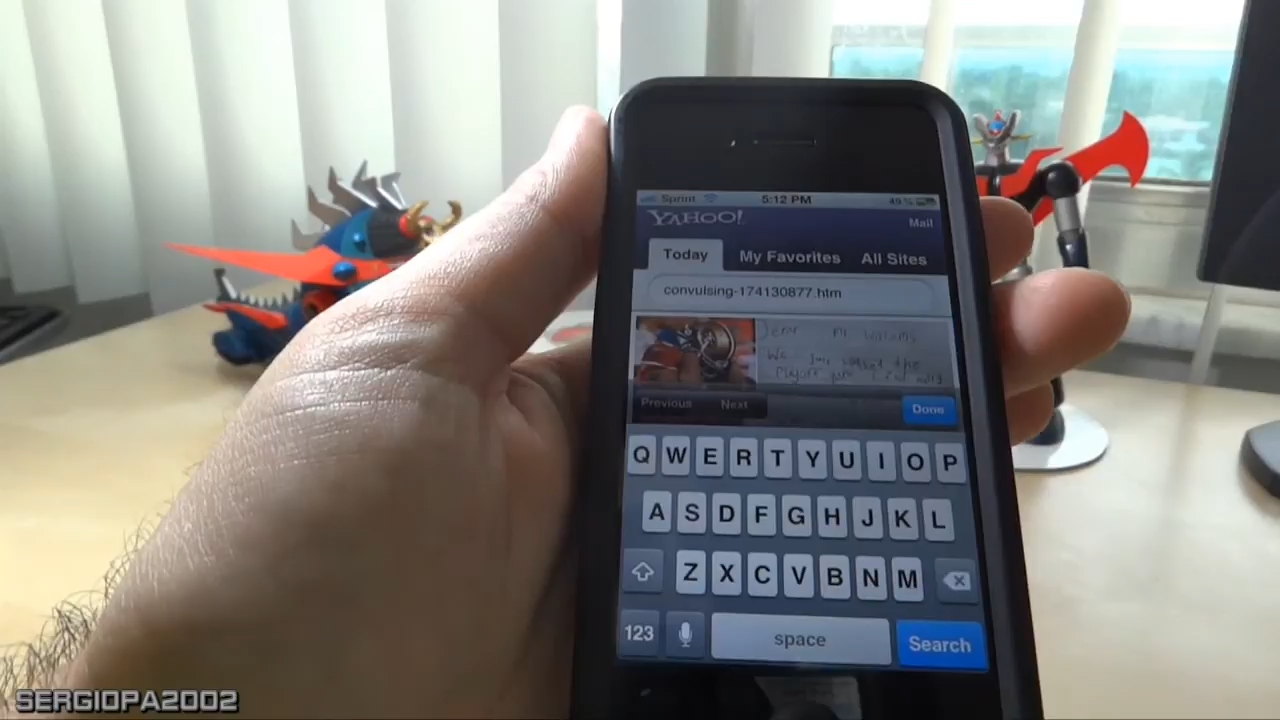 Sprint 5:12 PM 49%
YAHOO! Mail
Today My Favorites All Sites
convulsing-174130877.htm
Previous Next Done
Q W E R T Y U I O P
A S D F G H J K L
Z X C V B N M
123 space Search
SERGIOPA2002